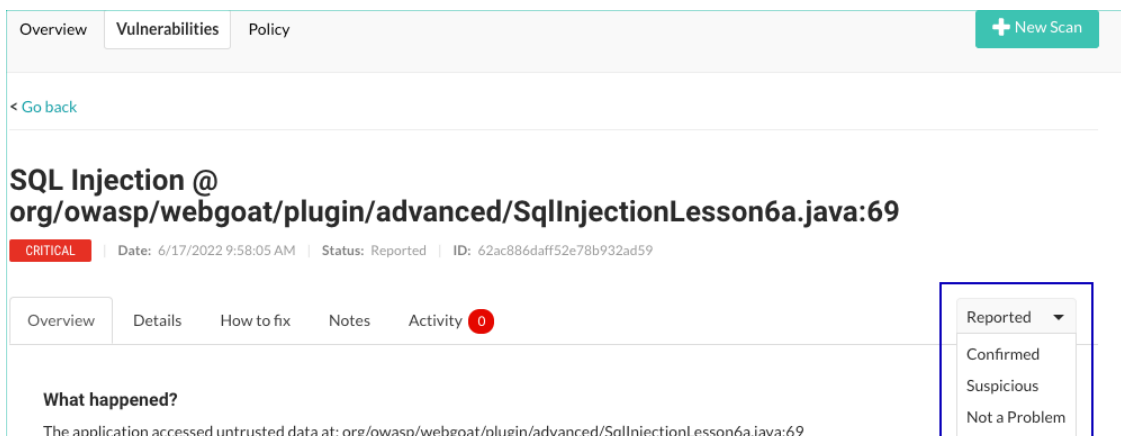 Overview Vulnerabilities Policy
New Scan
< Go back
SQL Injection @
org/owasp/webgoat/plugin/advanced/SqlInjectionLesson6a.java:69
CRITICAL | Date: 6/17/2022 9:58:05 AM | Status: Reported | ID: 62ac886daff52e78b932ad59
Overview Details How to fix Notes Activity 0
Reported
Confirmed
Suspicious
Not a Problem
What happened?
The application accessed untrusted data at: org/owasp/webgoat/plugin/advanced/SqlInjectionLesson6a.java:69